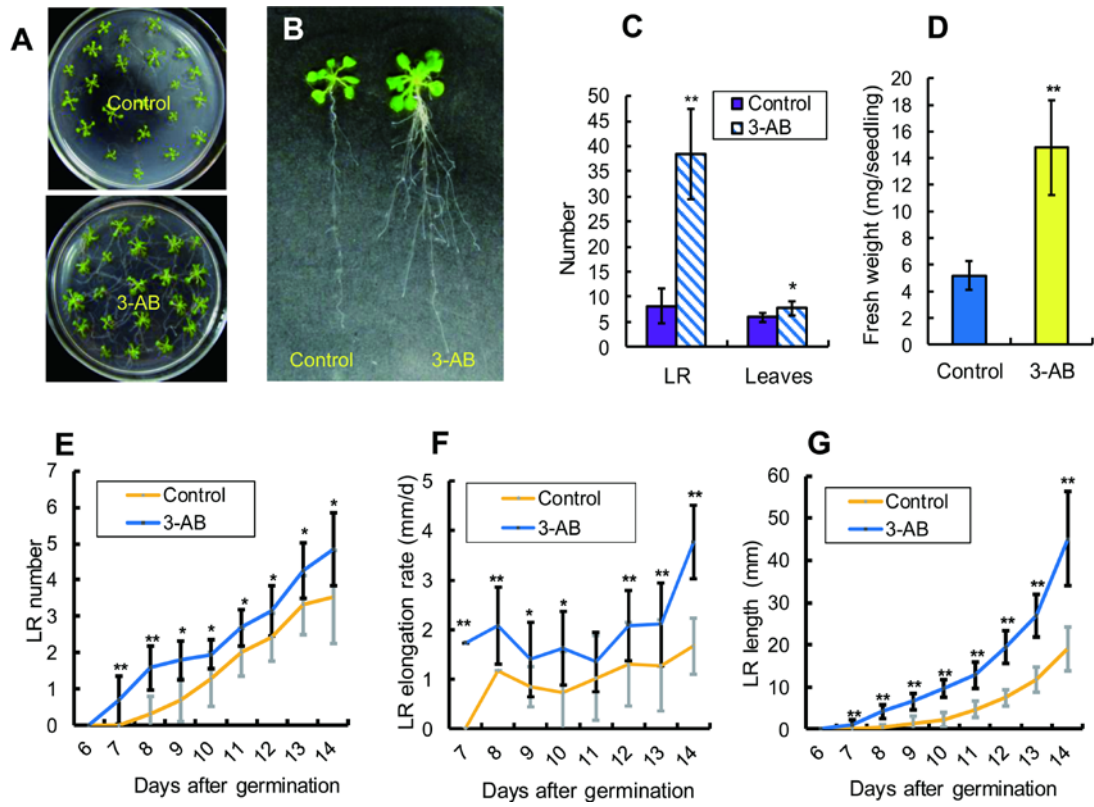 A
Control
3-AB
B
Control 3-AB
C
Control
3-AB
**
*
Number
50
45
40
35
30
25
20
15
10
5
0
LR Leaves
D
**
Fresh weight (mg/seedling)
20
18
16
14
12
10
8
6
4
2
0
Control 3-AB
E
Control
3-AB
LR number
7
6
5
4
3
2
1
0
** ** * * * * * *
6 7 8 9 10 11 12 13 14
Days after germination
F
Control
3-AB
LR elongation rate (mm/d)
5
4
3
2
1
0
** ** * * ** ** **
7 8 9 10 11 12 13 14
Days after germination
G
Control
3-AB
LR length (mm)
60
50
40
30
20
10
0
** ** ** ** ** ** ** **
6 7 8 9 10 11 12 13 14
Days after germination